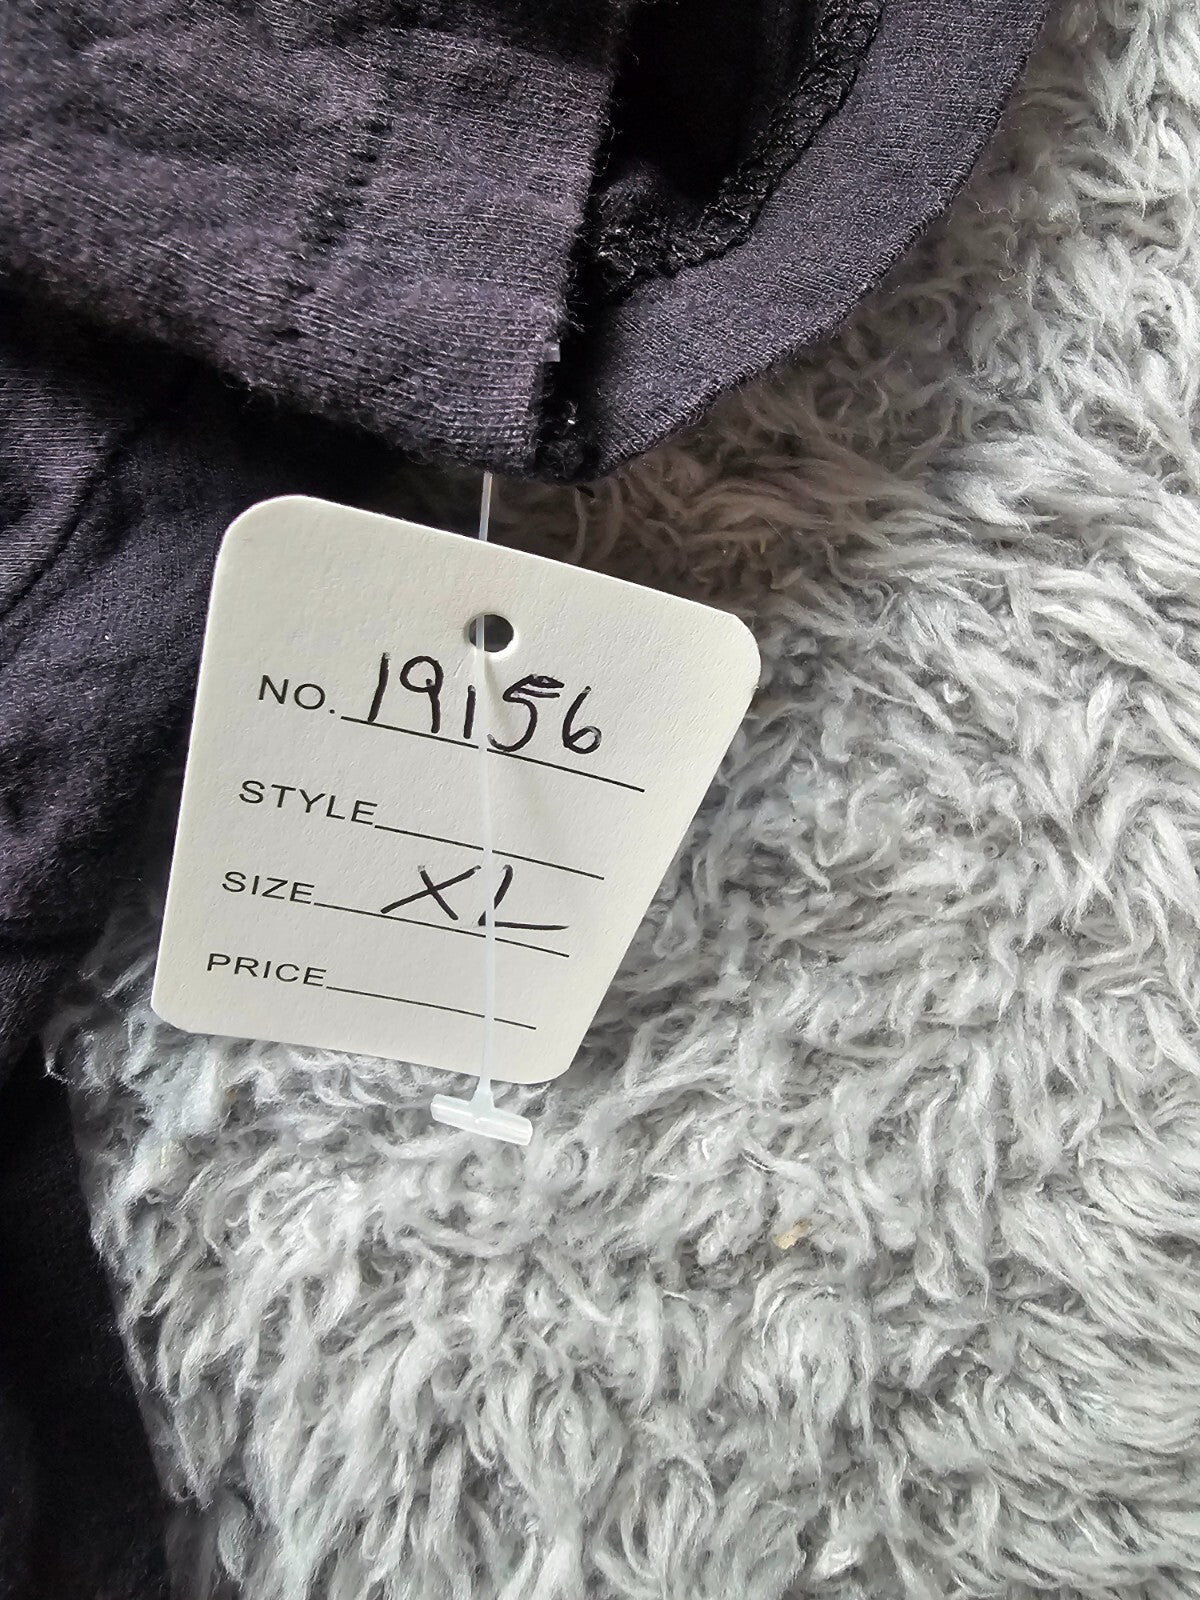 NO. 19156
STYLE
SIZE XL
PRICE